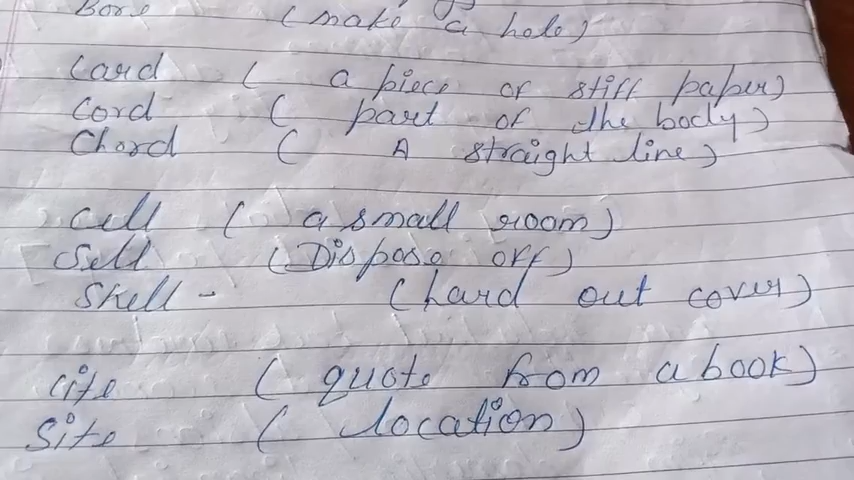 Bore (make a hole)
Card ( a piece of stiff paper)
Cord ( part of the body)
Chord ( A straight line)
Cell ( a small room)
Sell (Dispose off)
Shell - (hard out cover)
Cite ( quote from a book)
Site ( location)